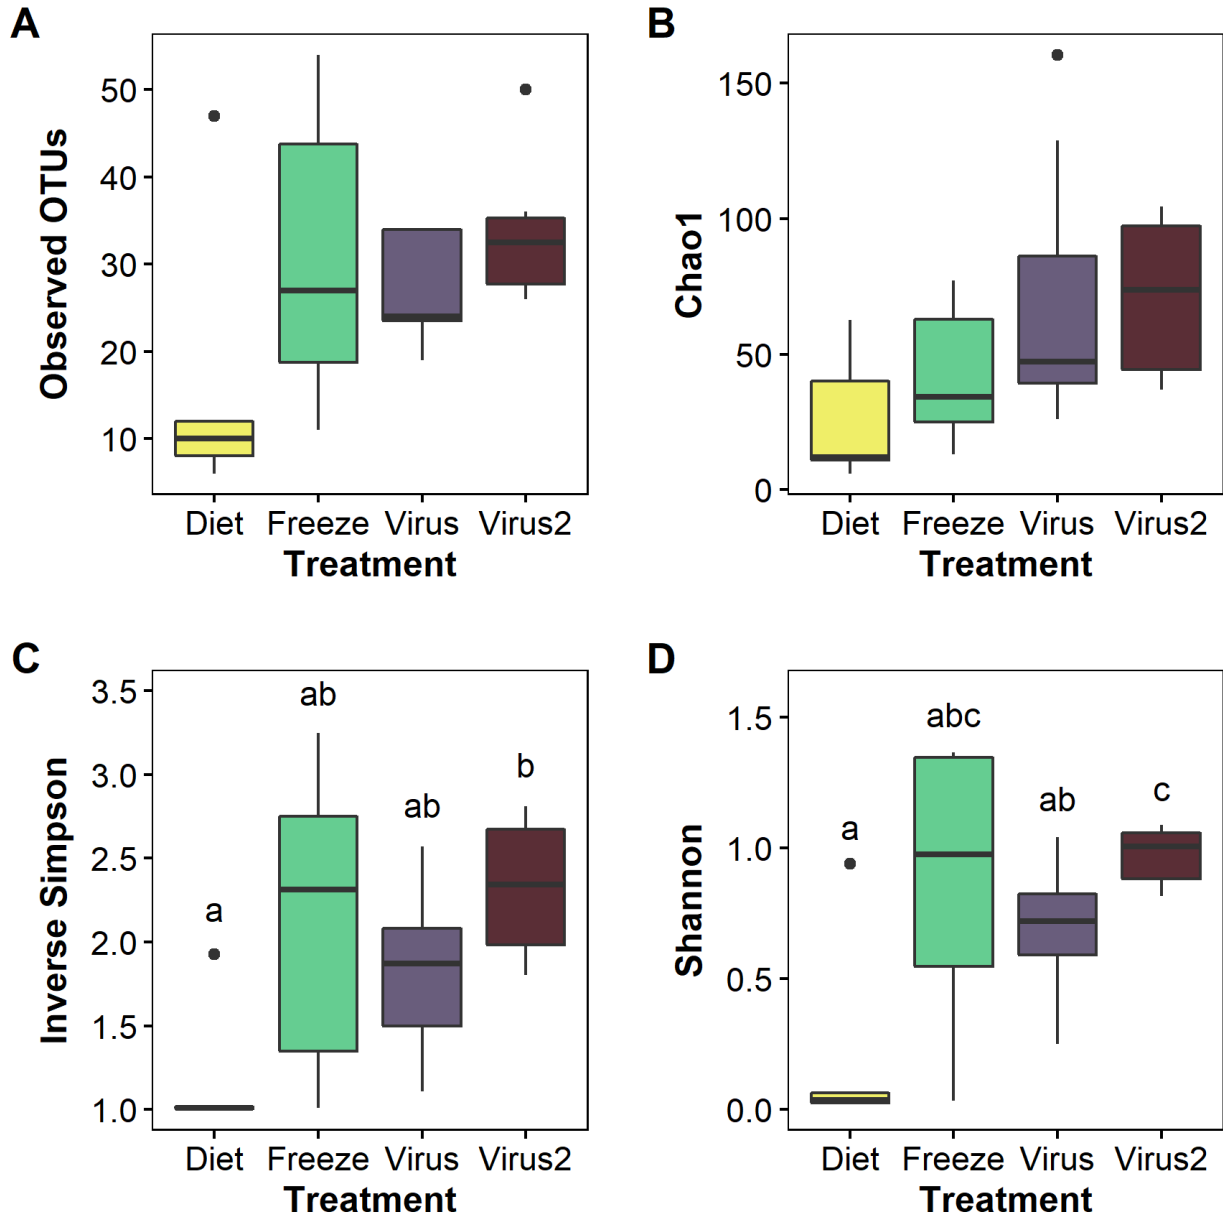 A
Observed OTUs
50
40
30
20
10
Diet Freeze Virus Virus2
Treatment
B
Chao1
150
100
50
0
Diet Freeze Virus Virus2
Treatment
C
Inverse Simpson
3.5
3.0
2.5
2.0
1.5
1.0
a
ab
ab
b
Diet Freeze Virus Virus2
Treatment
D
Shannon
1.5
1.0
0.5
0.0
a
abc
ab
c
Diet Freeze Virus Virus2
Treatment